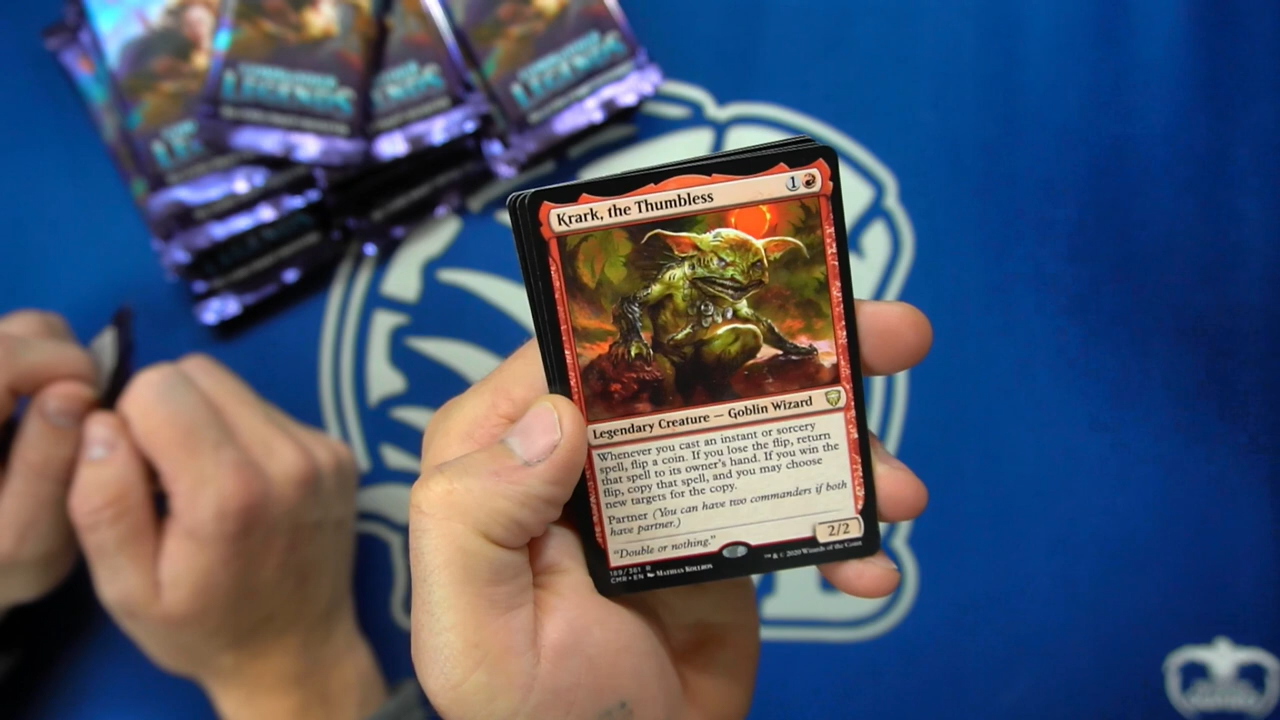 LEGENDS
LEGENDS
Krark, the Thumbless
1
Legendary Creature — Goblin Wizard
Whenever you cast an instant or sorcery
spell, flip a coin. If you lose the flip, return
that spell to its owner's hand. If you win the
flip, copy that spell, and you may choose
new targets for the copy.
Partner (You can have two commanders if both
have partner.)
"Double or nothing."
2/2
189/361 R
CMR • EN Mathias Kollros
™ & © 2020 Wizards of the Coast